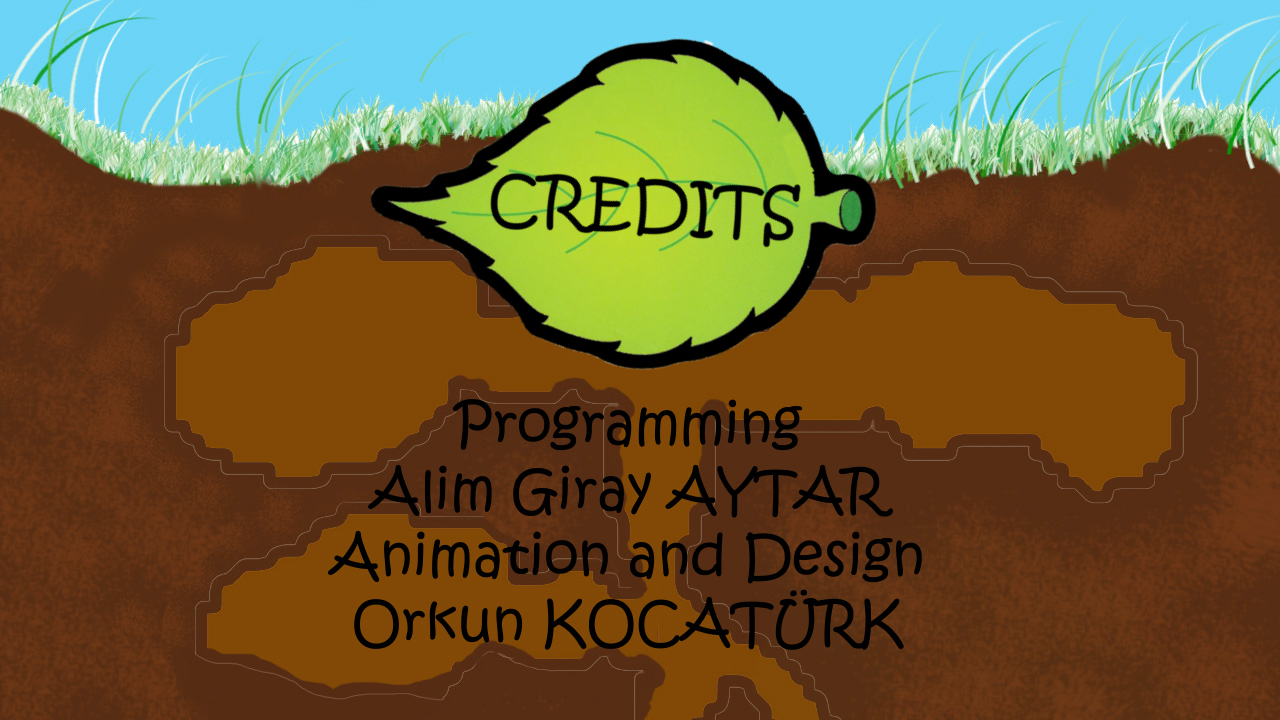 CREDITS
Programming
Alim Giray AYTAR
Animation and Design
Orkun KOCATÜRK